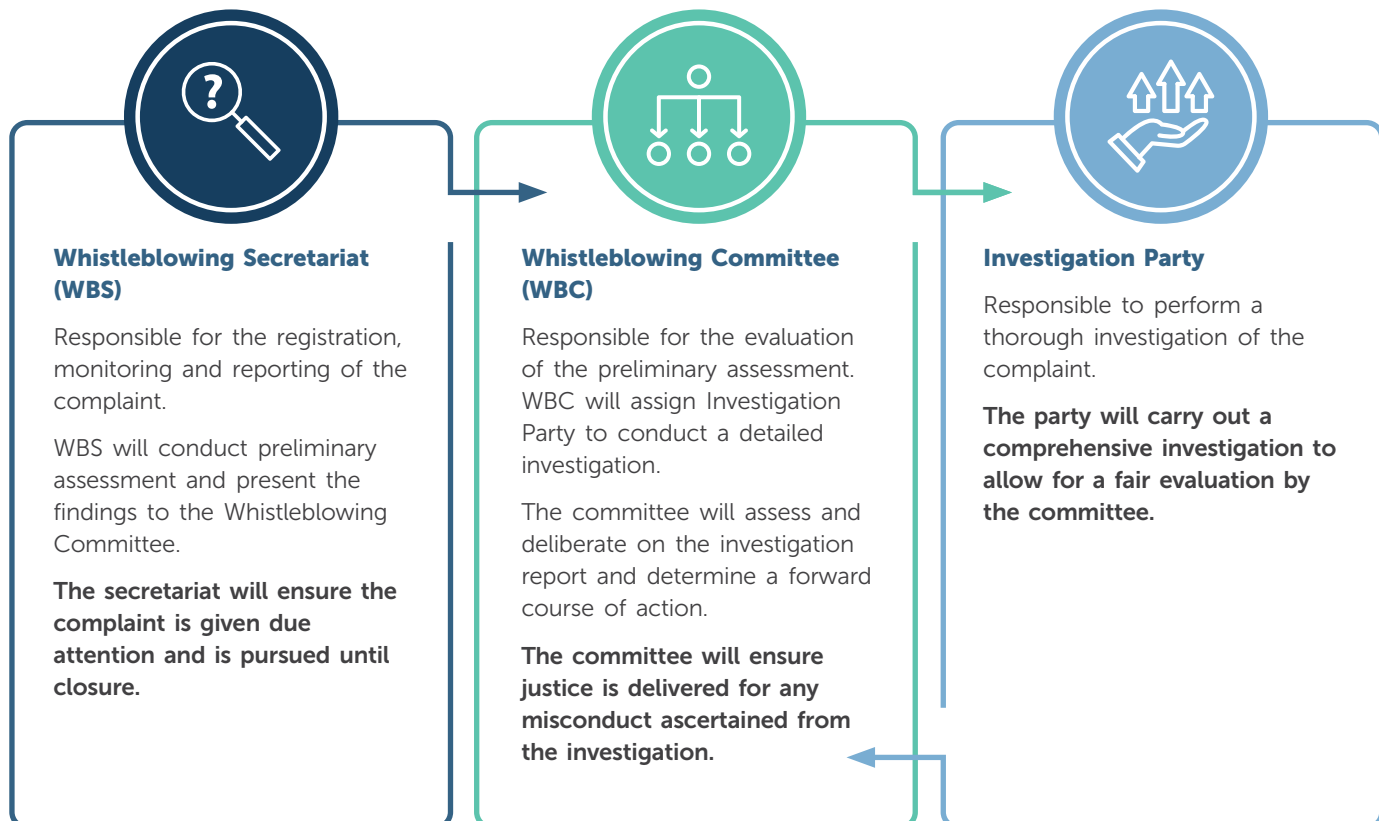 ?
Whistleblowing Secretariat
(WBS)
Responsible for the registration,
monitoring and reporting of the
complaint.
WBS will conduct preliminary
assessment and present the
findings to the Whistleblowing
Committee.
The secretariat will ensure the
complaint is given due
attention and is pursued until
closure.
Whistleblowing Committee
(WBC)
Responsible for the evaluation
of the preliminary assessment.
WBC will assign Investigation
Party to conduct a detailed
investigation.
The committee will assess and
deliberate on the investigation
report and determine a forward
course of action.
The committee will ensure
justice is delivered for any
misconduct ascertained from
the investigation.
Investigation Party
Responsible to perform a
thorough investigation of the
complaint.
The party will carry out a
comprehensive investigation to
allow for a fair evaluation by
the committee.